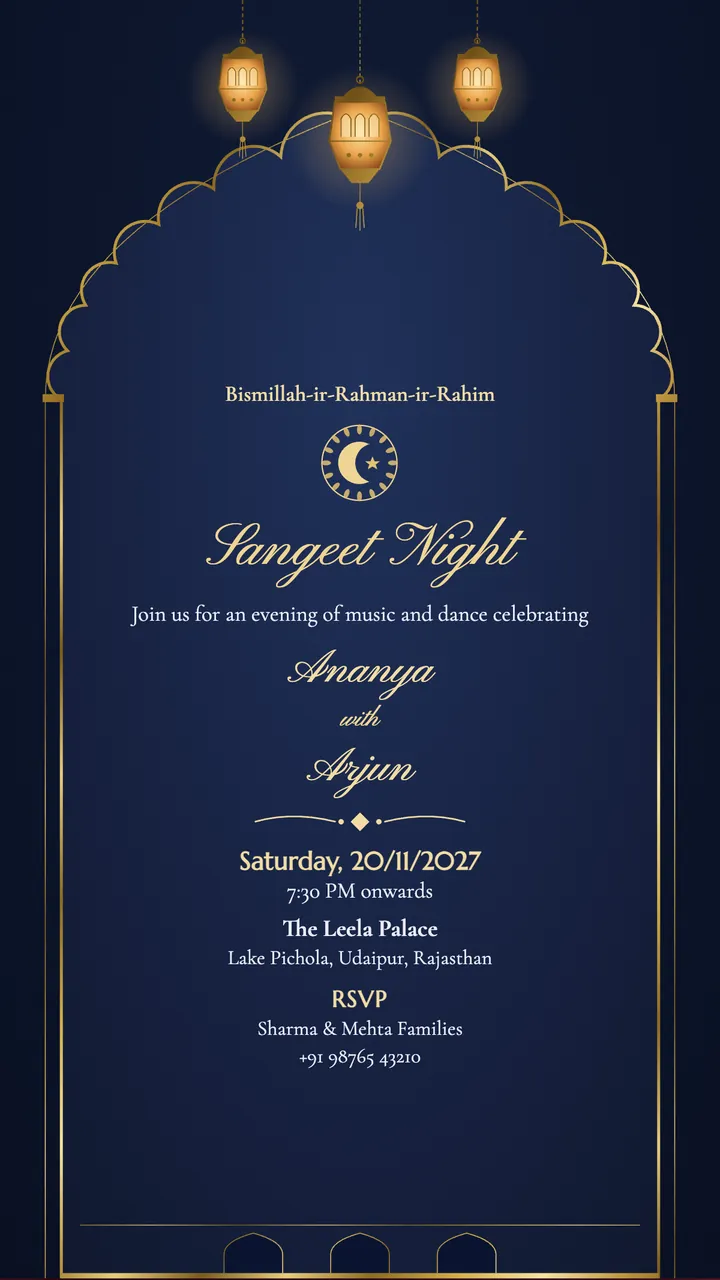 Bismillah-ir-Rahman-ir-Rahim
Sangeet Night
Join us for an evening of music and dance celebrating
Ananya
with
Arjun
Saturday, 20/11/2027
7:30 PM onwards
The Leela Palace
Lake Pichola, Udaipur, Rajasthan
RSVP
Sharma & Mehta Families
+91 98765 43210